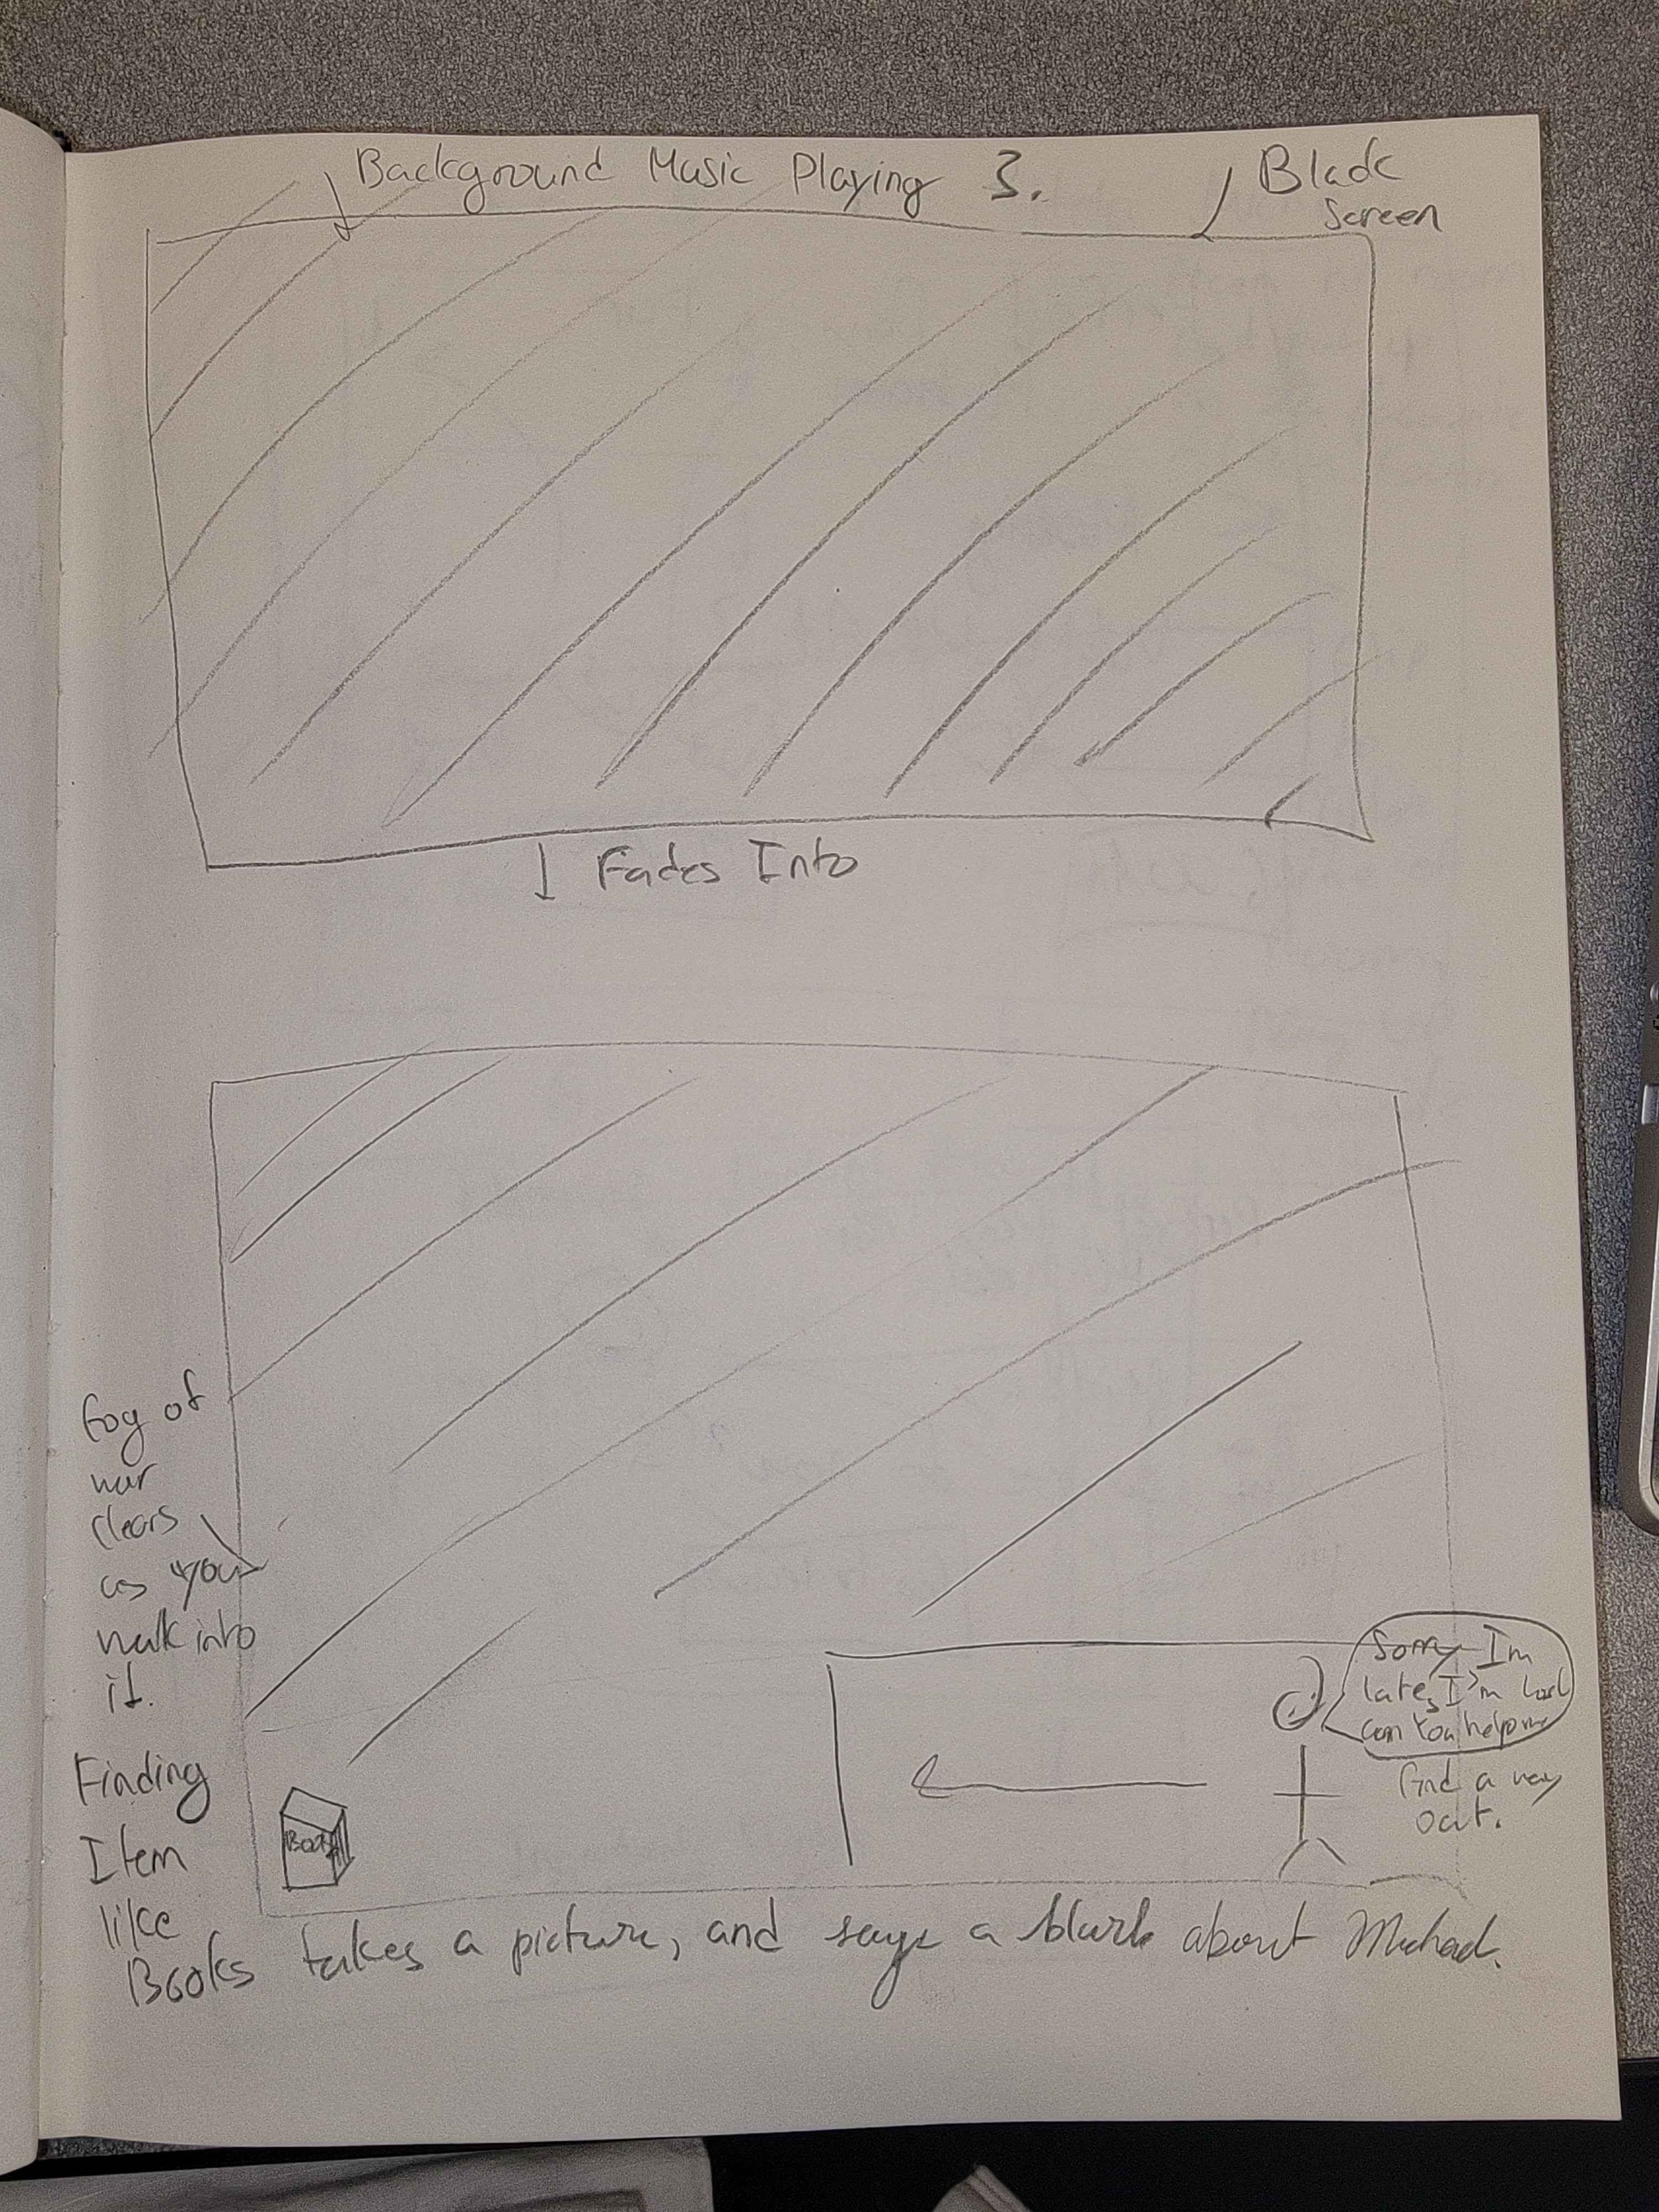 Background Music Playing 3.
Black
Screen
Fades Into
fog of
war
clears
as you
walk into
it.
Sorry Im
late, I'm lost
can you help me
find a way
out.
Finding
Item
like
Books takes a picture, and says a blurb about Michael.
Books